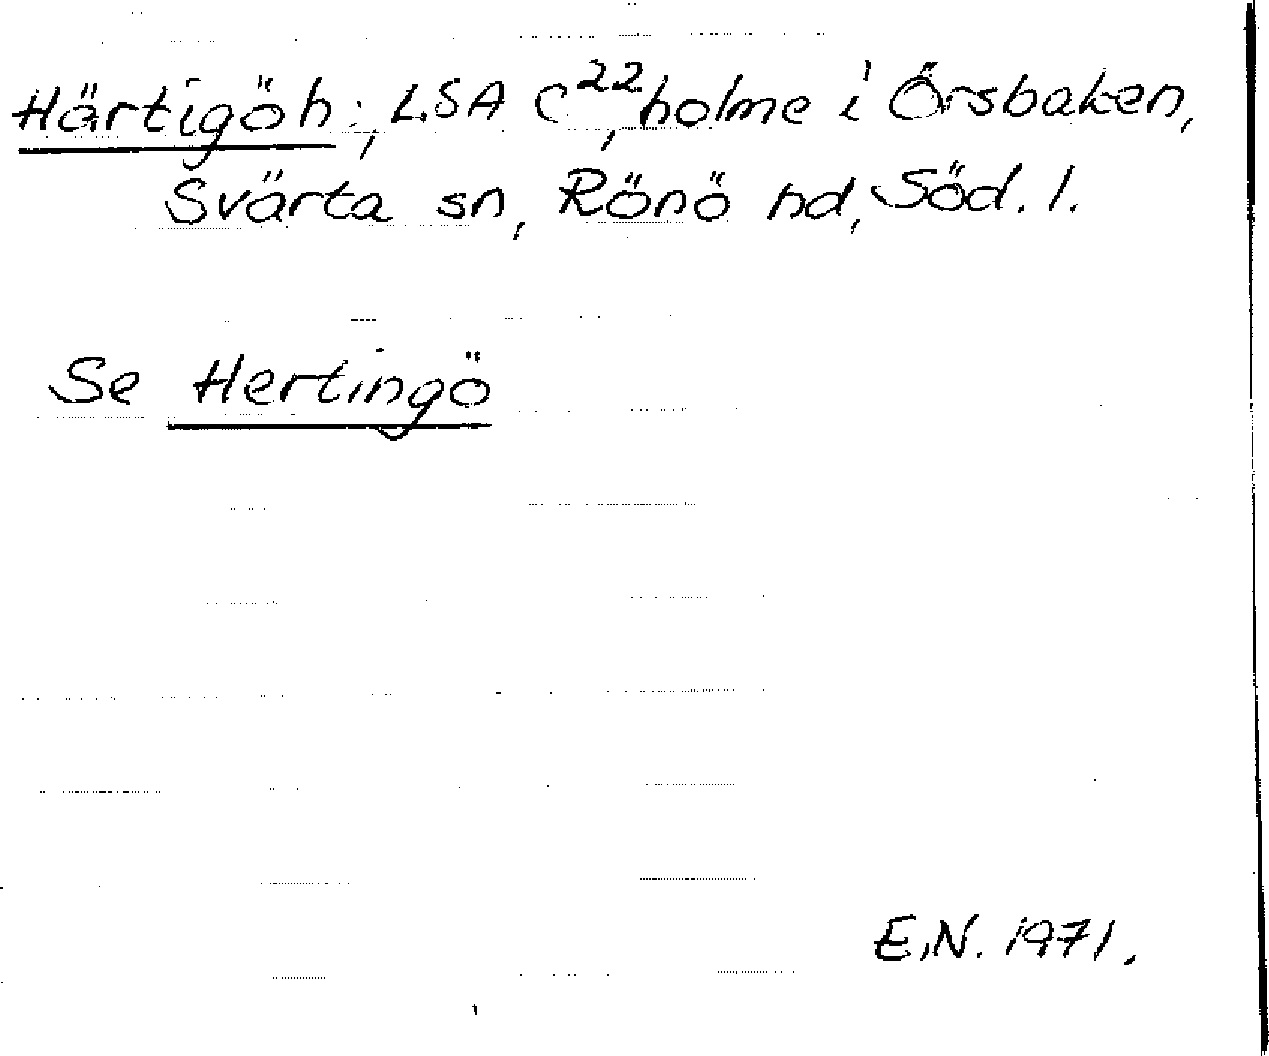 Härtigöh:, LSA C²², holme i Örsbaken,
Svärta sn, Rönö hd, Söd. l.
Se Hertingö
E.N. 1971.